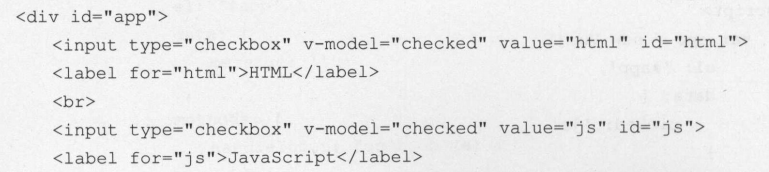 <div id="app">
    <input type="checkbox" v-model="checked" value="html" id="html">
    <label for="html">HTML</label>
    <br>
    <input type="checkbox" v-model="checked" value="js" id="js">
    <label for="js">JavaScript</label>